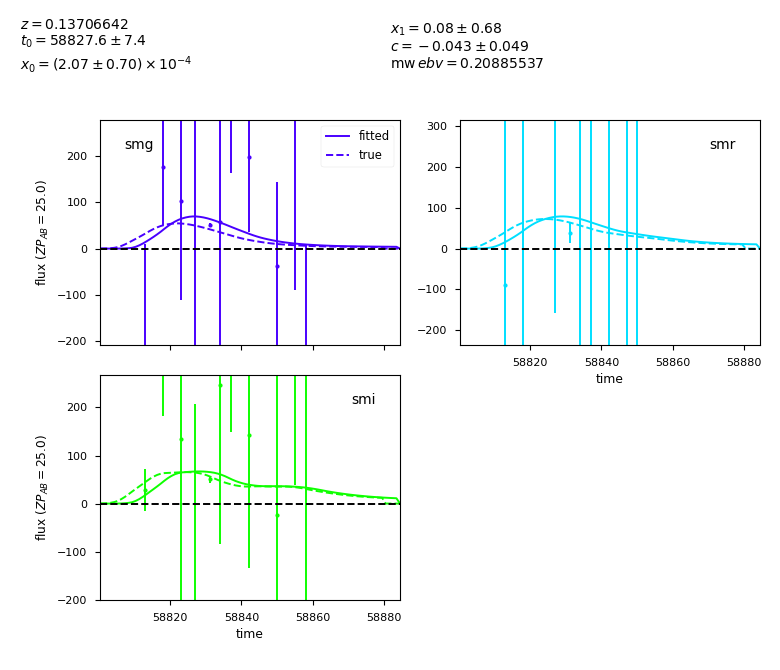 z = 0.13706642
t₀ = 58827.6 ± 7.4
x₀ = (2.07 ± 0.70) × 10⁻⁴
x₁ = 0.08 ± 0.68
c = −0.043 ± 0.049
mw ebv = 0.20885537
smg
fitted
true
flux (ZP_AB = 25.0)
200
100
0
−100
−200
smr
300
200
100
0
−100
−200
58820 58840 58860 58880
time
smi
flux (ZP_AB = 25.0)
200
100
0
−100
−200
58820 58840 58860 58880
time